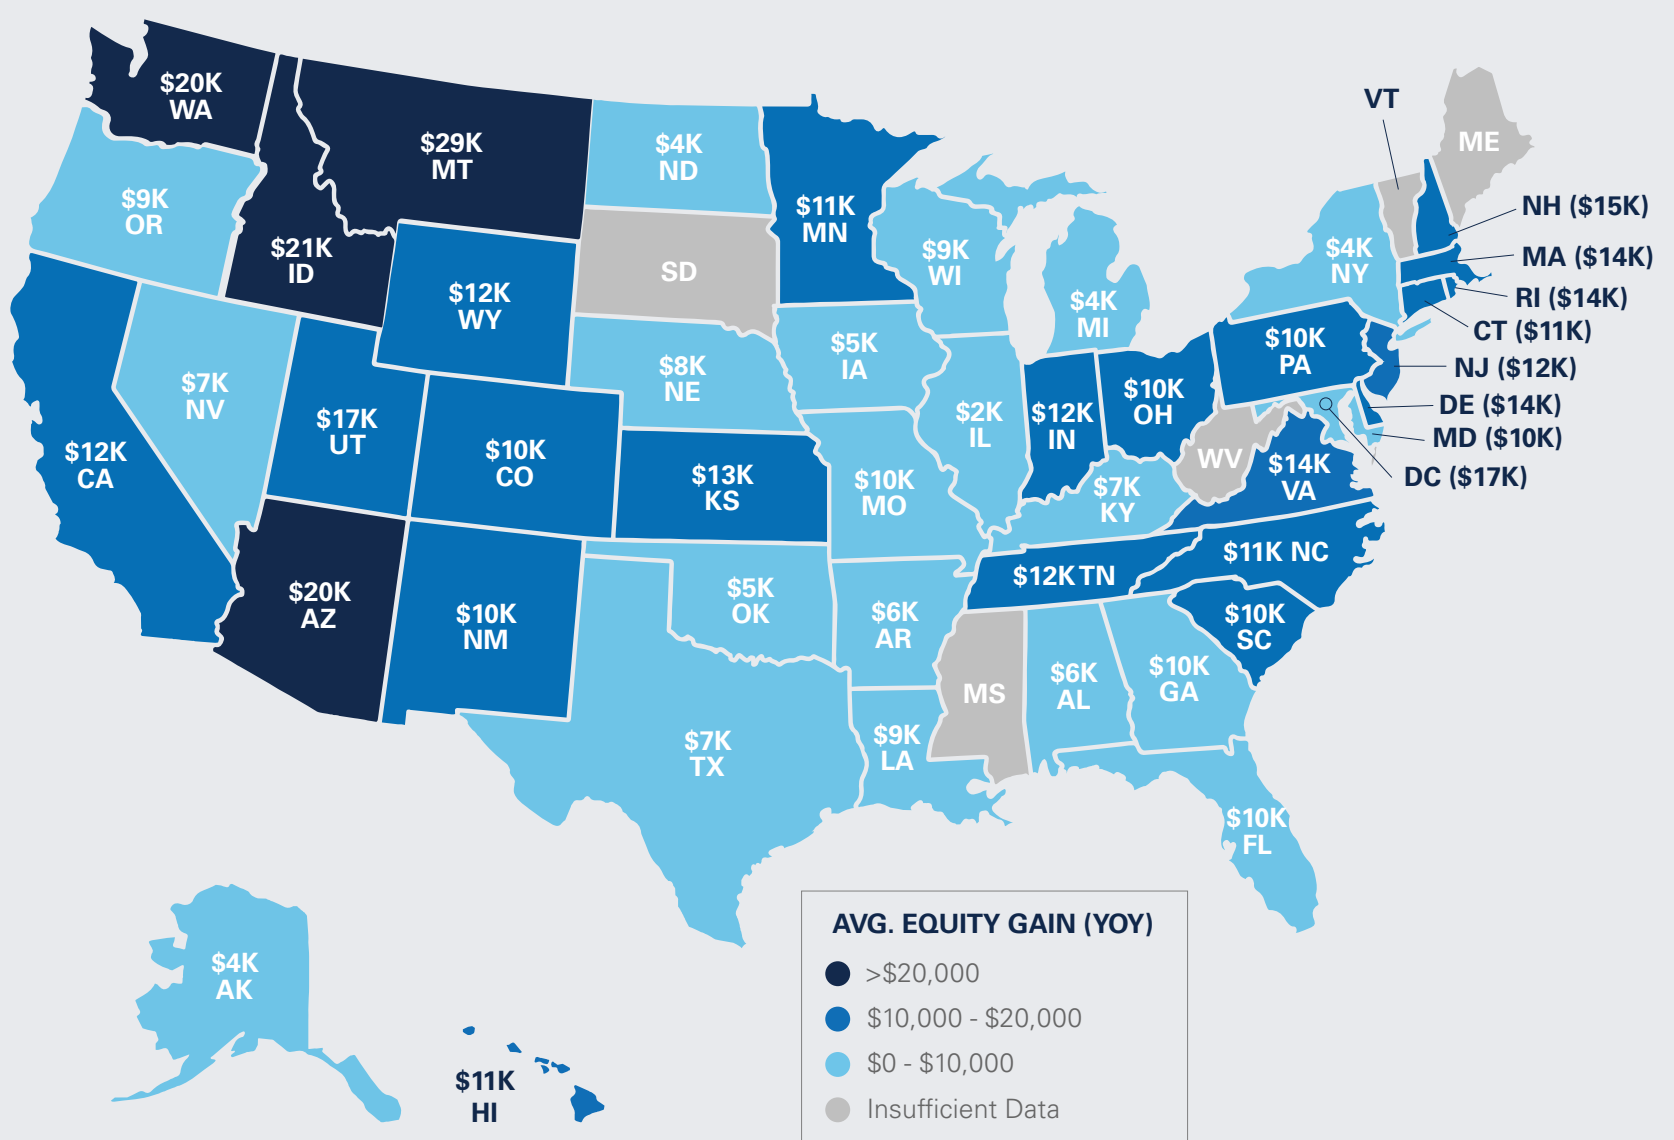 $20K
WA
$29K
MT
$4K
ND
$11K
MN
VT
ME
$9K
OR
$21K
ID
SD
$9K
WI
$4K
NY
NH ($15K)
MA ($14K)
RI ($14K)
CT ($11K)
NJ ($12K)
DE ($14K)
MD ($10K)
DC ($17K)
$12K
WY
$4K
MI
$10K
PA
$7K
NV
$8K
NE
$5K
IA
$2K
IL
$12K
IN
$10K
OH
$12K
CA
$17K
UT
$10K
CO
$13K
KS
$10K
MO
$7K
KY
WV
$14K
VA
$20K
AZ
$10K
NM
$5K
OK
$6K
AR
$12K TN
$11K NC
$10K
SC
$7K
TX
$9K
LA
MS
$6K
AL
$10K
GA
$10K
FL
$4K
AK
$11K
HI
AVG. EQUITY GAIN (YOY)
>$20,000
$10,000 - $20,000
$0 - $10,000
Insufficient Data